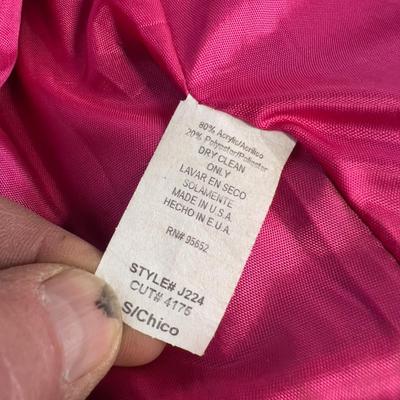 80% Acrylic/Acrilico
20% Polyester/Poliester
DRY CLEAN
ONLY
LAVAR EN SECO
SOLAMENTE
MADE IN U.S.A.
HECHO IN E.U.A.
RN# 95652
STYLE# J224
CUT# 4175
S/Chico